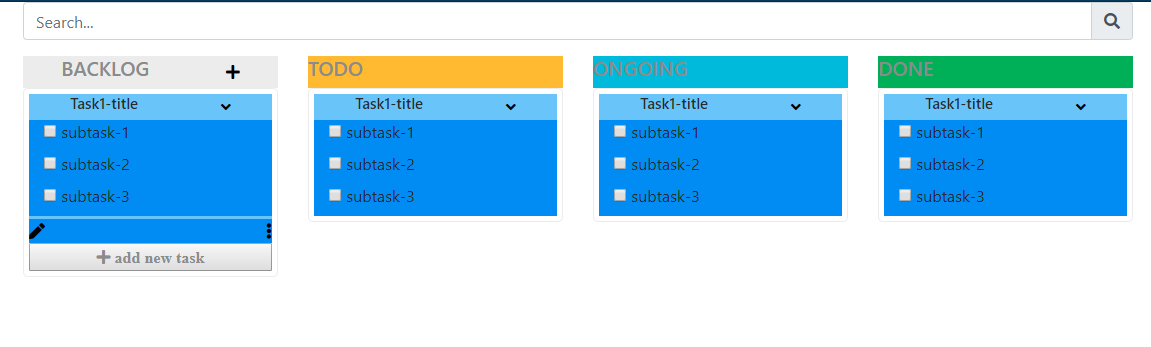 Search...
BACKLOG
Task1-title
subtask-1
subtask-2
subtask-3
add new task
TODO
Task1-title
subtask-1
subtask-2
subtask-3
ONGOING
Task1-title
subtask-1
subtask-2
subtask-3
DONE
Task1-title
subtask-1
subtask-2
subtask-3